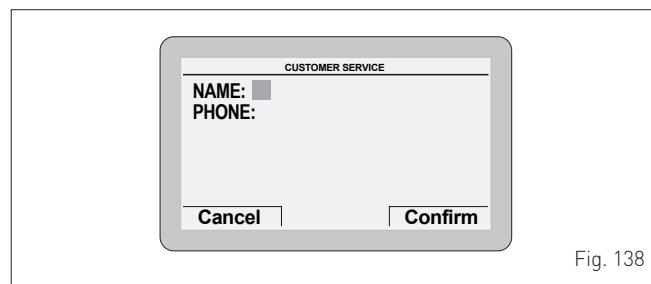 CUSTOMER SERVICE
NAME:
PHONE:
Cancel Confirm
Fig. 138